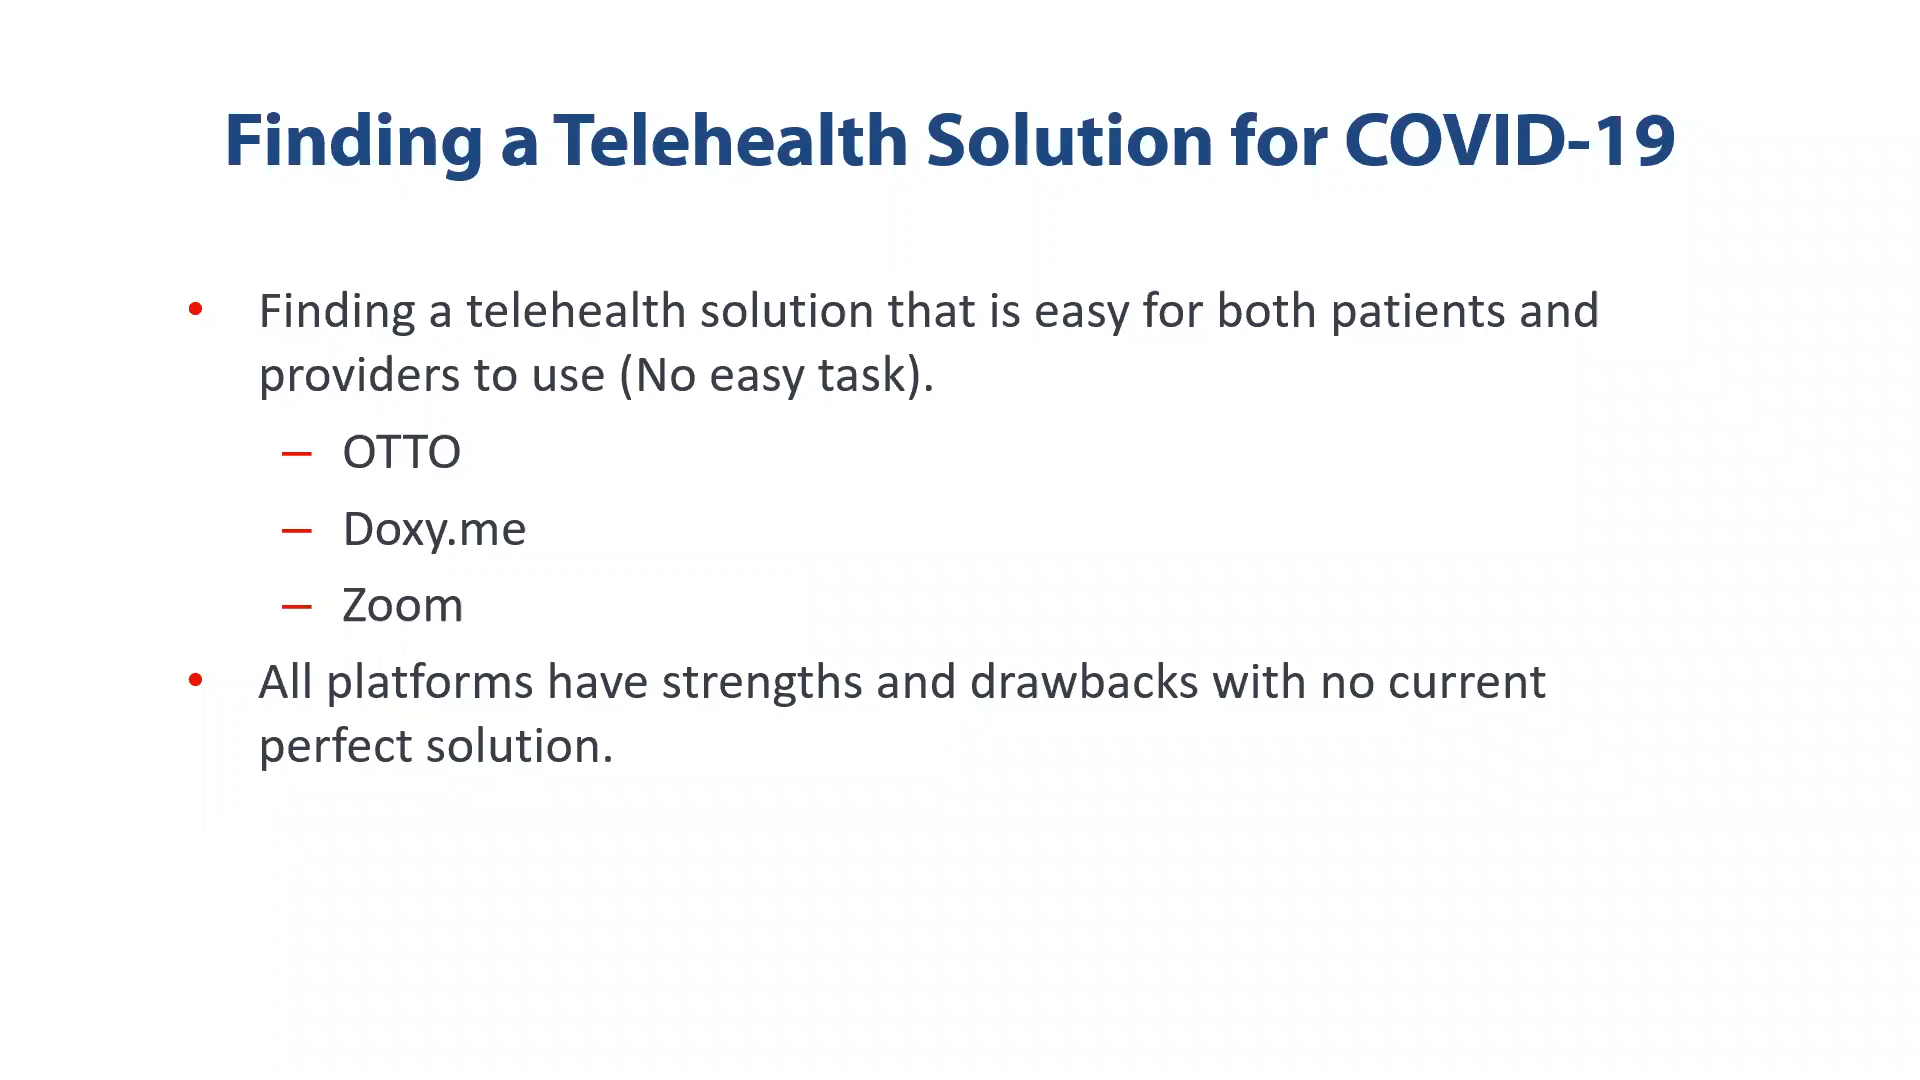 Finding a Telehealth Solution for COVID-19
• Finding a telehealth solution that is easy for both patients and
providers to use (No easy task).
– OTTO
– Doxy.me
– Zoom
• All platforms have strengths and drawbacks with no current
perfect solution.